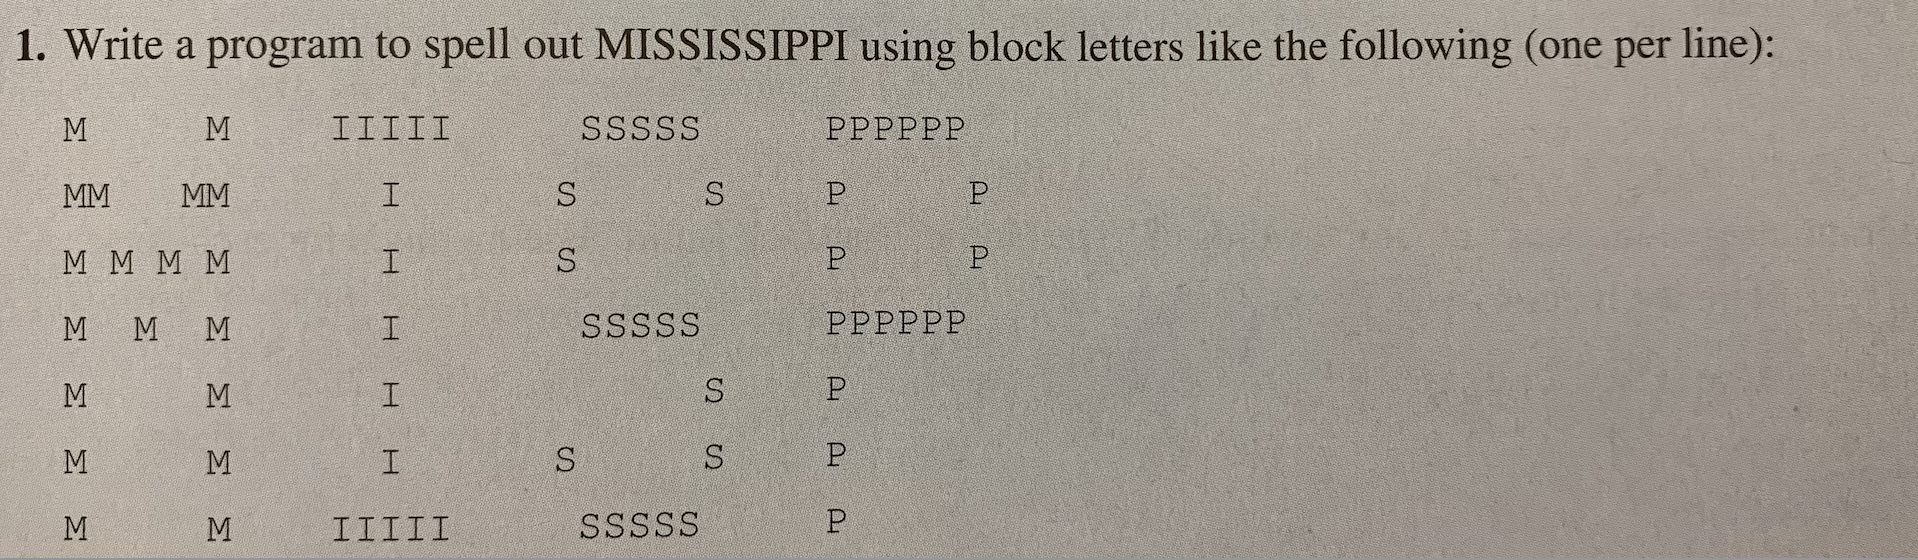 1. Write a program to spell out MISSISSIPPI using block letters like the following (one per line):
M     M    IIIII     SSSSS     PPPPPP
MM   MM      I      S     S    P     P
M M M M      I      S          P     P
M  M  M      I       SSSSS     PPPPPP
M     M      I            S    P
M     M      I      S     S    P
M     M    IIIII     SSSSS     P